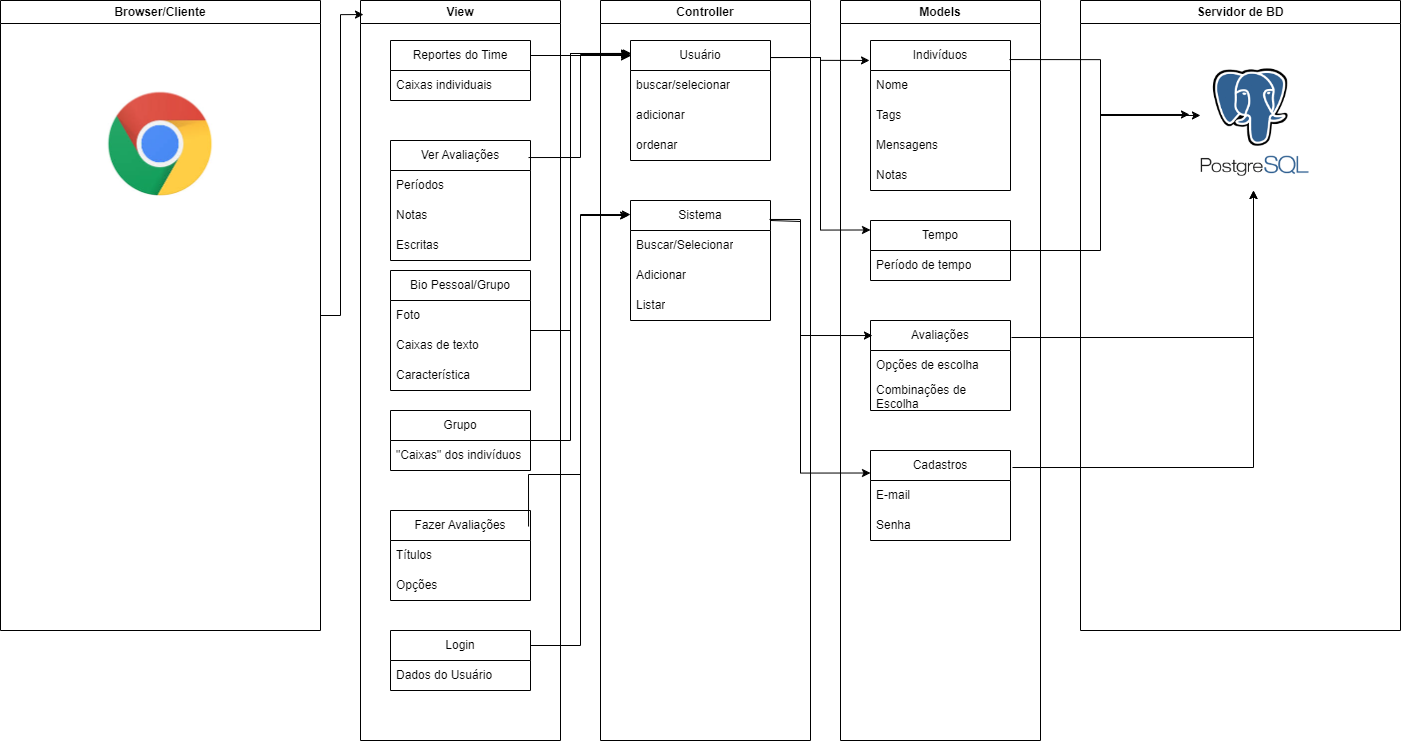 Browser/Cliente
View
Reportes do Time
Caixas individuais
Ver Avaliações
Períodos
Notas
Escritas
Bio Pessoal/Grupo
Foto
Caixas de texto
Característica
Grupo
"Caixas" dos indivíduos
Fazer Avaliações
Títulos
Opções
Login
Dados do Usuário
Controller
Usuário
buscar/selecionar
adicionar
ordenar
Sistema
Buscar/Selecionar
Adicionar
Listar
Models
Indivíduos
Nome
Tags
Mensagens
Notas
Tempo
Período de tempo
Avaliações
Opções de escolha
Combinações de
Escolha
Cadastros
E-mail
Senha
Servidor de BD
PostgreSQL